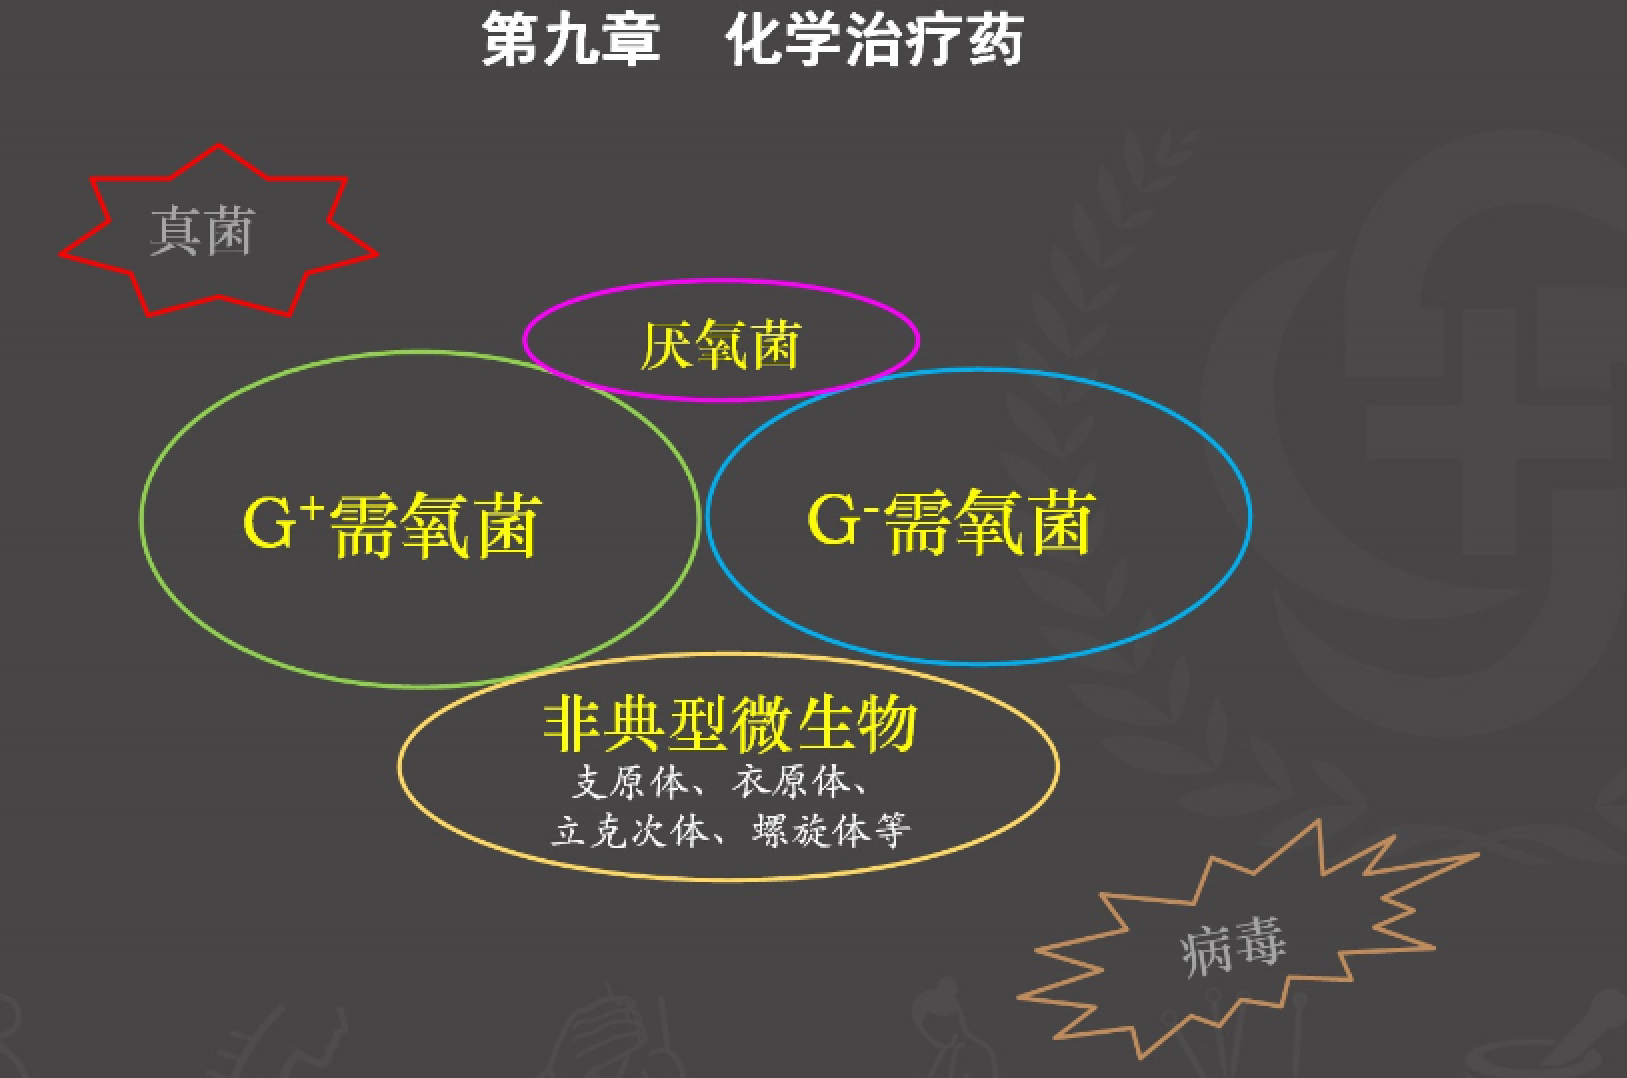 第九章 化学治疗药
真菌
厌氧菌
G⁺需氧菌
G⁻需氧菌
非典型微生物
支原体、衣原体、
立克次体、螺旋体等
病毒